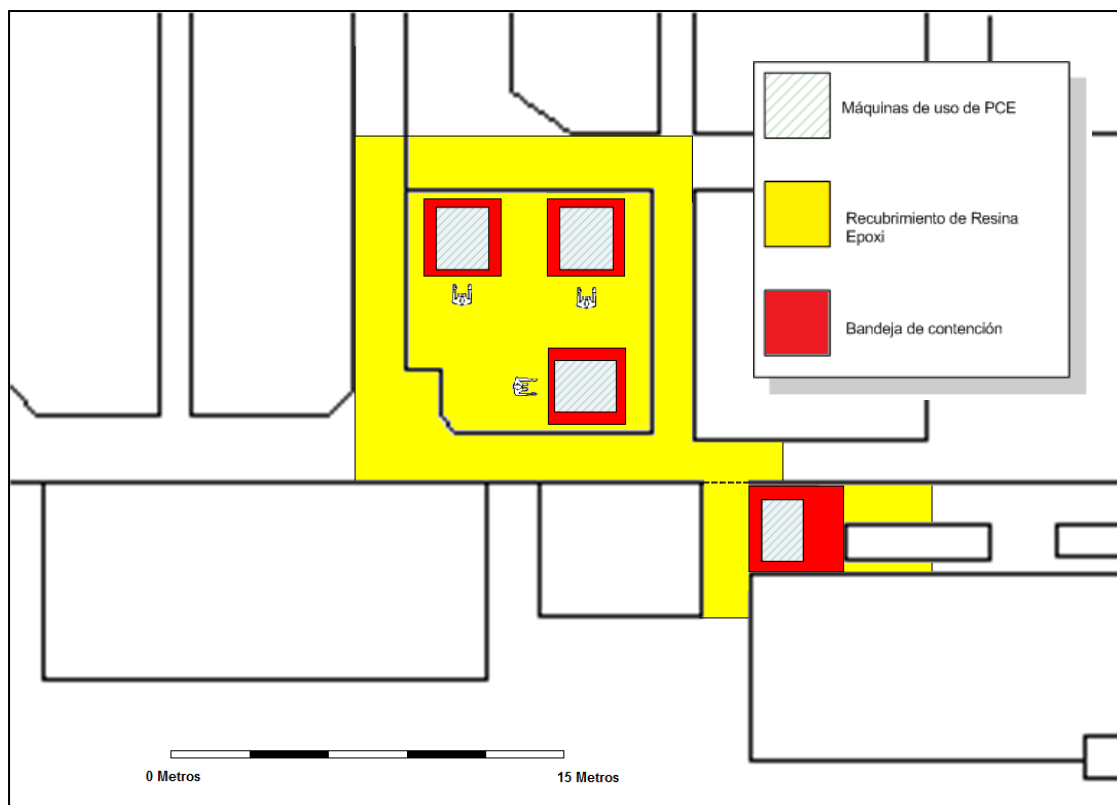 Máquinas de uso de PCE
Recubrimiento de Resina
Epoxi
Bandeja de contención
0 Metros
15 Metros